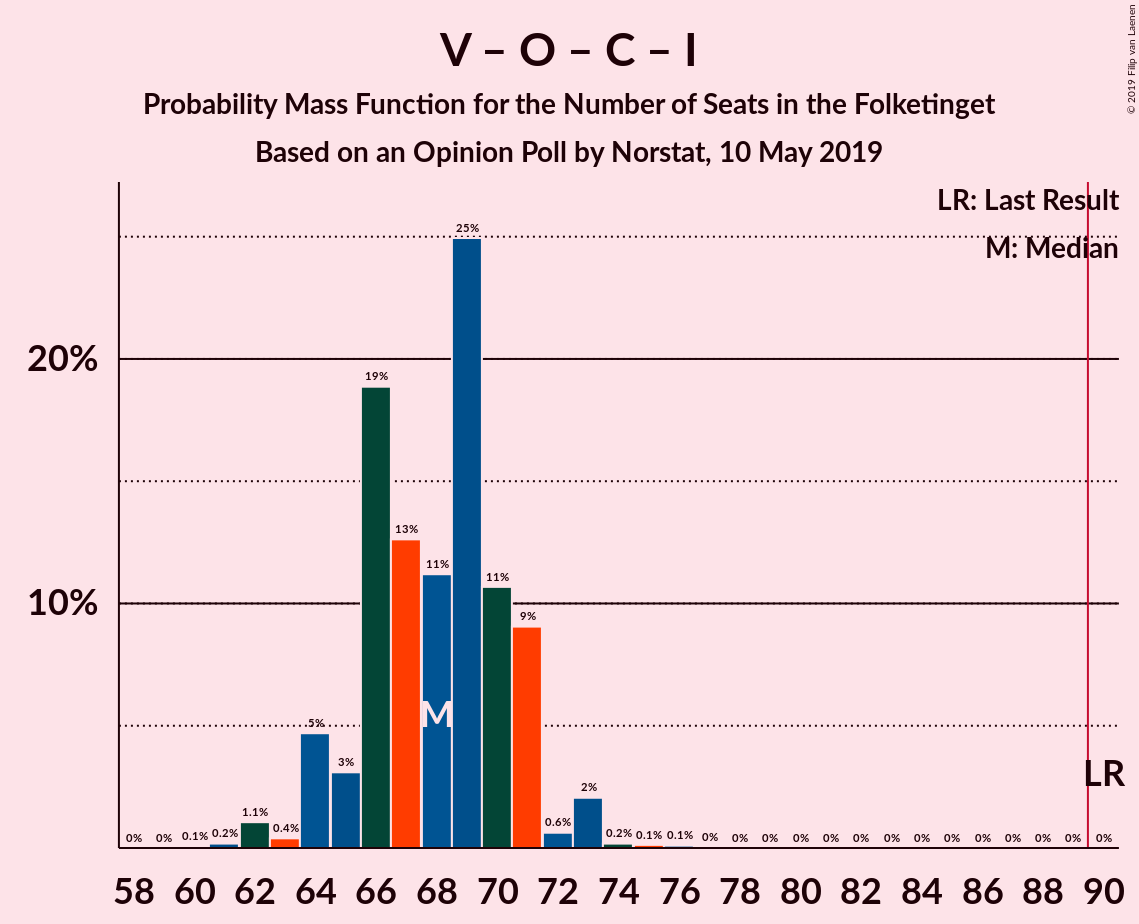 V – O – C – I
Probability Mass Function for the Number of Seats in the Folketinget
Based on an Opinion Poll by Norstat, 10 May 2019
© 2019 Filip van Laenen
LR: Last Result
M: Median
20%
10%
0% 0% 0.1% 0.2% 1.1% 0.4% 5% 3% 19% 13% 11% 25% 11% 9% 0.6% 2% 0.2% 0.1% 0.1% 0% 0% 0% 0% 0% 0% 0% 0% 0% 0% 0% 0% 0% 0%
M
LR
58 60 62 64 66 68 70 72 74 76 78 80 82 84 86 88 90